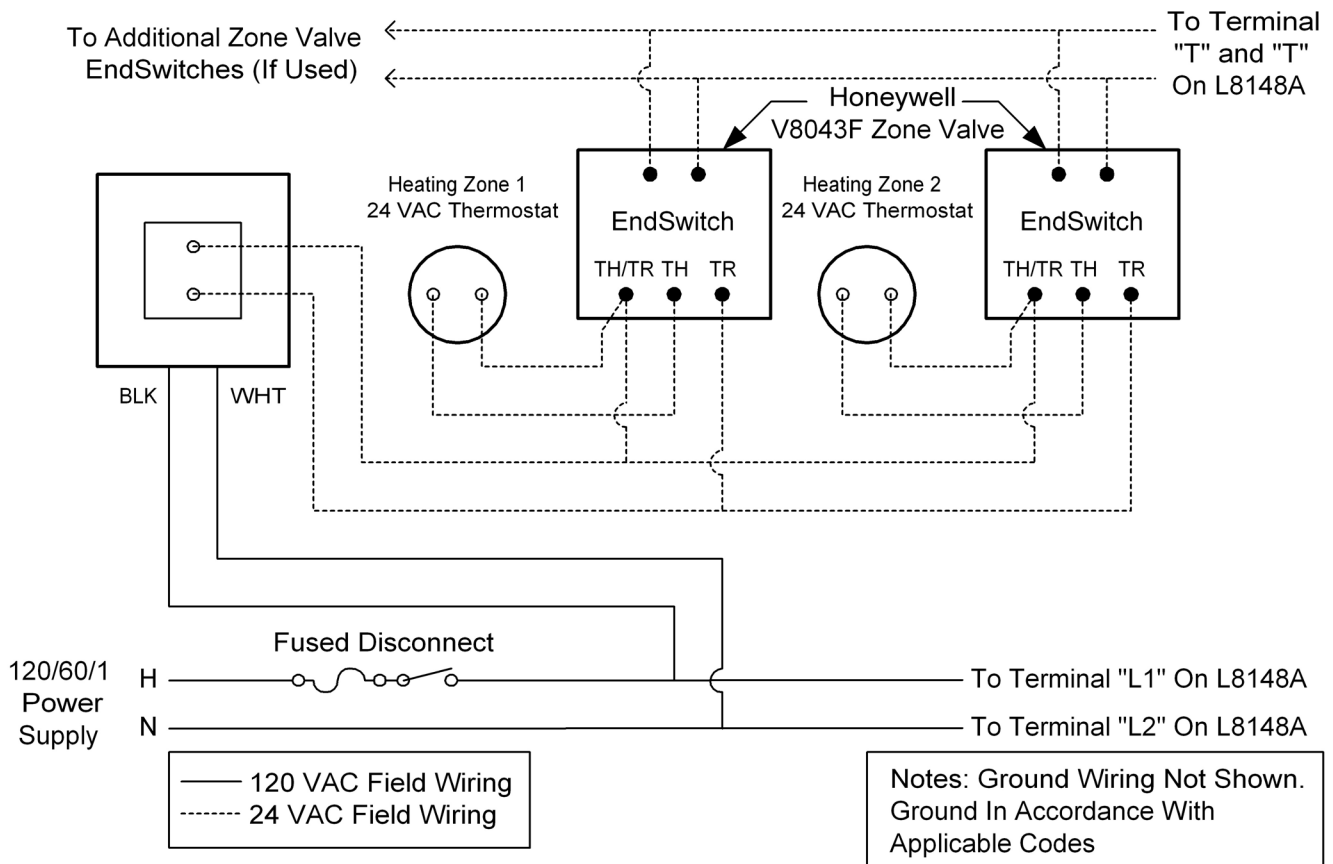 To Additional Zone Valve
EndSwitches (If Used)
To Terminal
"T" and "T"
On L8148A
Honeywell
V8043F Zone Valve
Heating Zone 1
24 VAC Thermostat
EndSwitch
TH/TR TH TR
Heating Zone 2
24 VAC Thermostat
EndSwitch
TH/TR TH TR
BLK
WHT
Fused Disconnect
120/60/1
Power
Supply
H
N
To Terminal "L1" On L8148A
To Terminal "L2" On L8148A
120 VAC Field Wiring
24 VAC Field Wiring
Notes: Ground Wiring Not Shown.
Ground In Accordance With
Applicable Codes